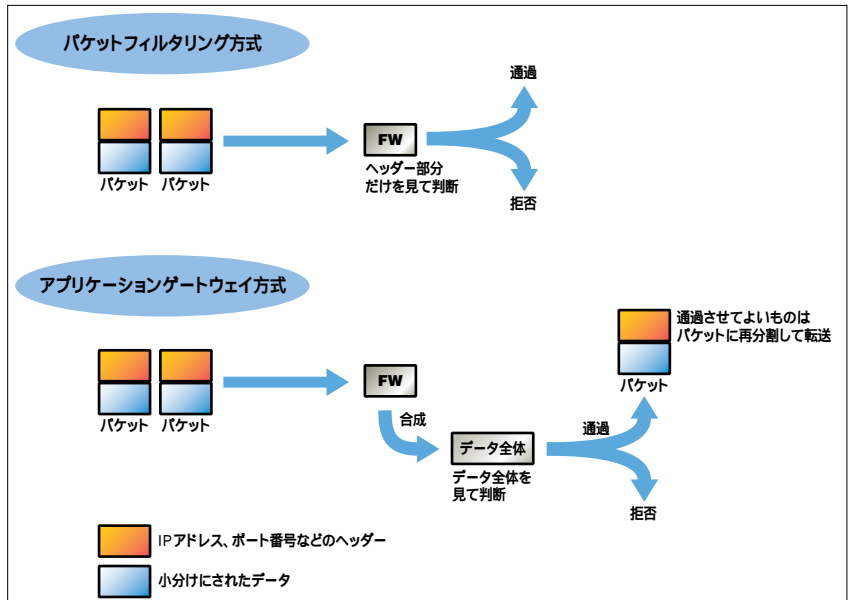 パケットフィルタリング方式
通過
FW
パケット パケット
ヘッダー部分
だけを見て判断
拒否
アプリケーションゲートウェイ方式
通過させてよいものは
パケットに再分割して転送
パケット
FW
パケット パケット
合成
通過
データ全体
データ全体を
見て判断
拒否
IPアドレス、ポート番号などのヘッダー
小分けにされたデータ